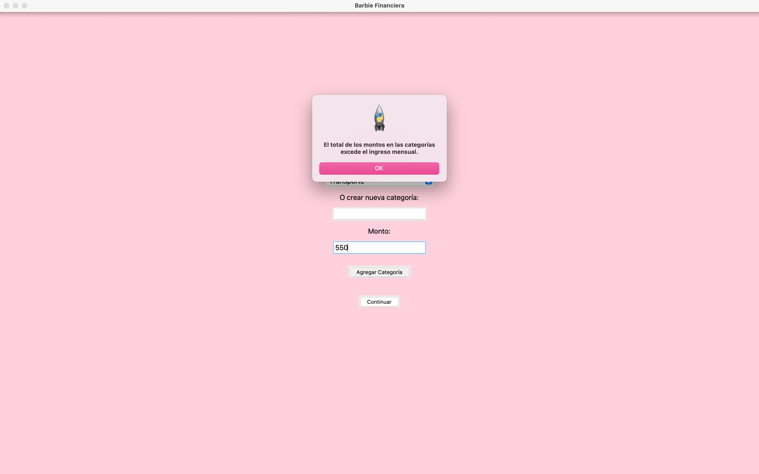 Barbie Financiera
El total de los montos en las categorías
excede el ingreso mensual.
OK
Transporte
O crear nueva categoría:
Monto:
550
Agregar Categoría
Continuar